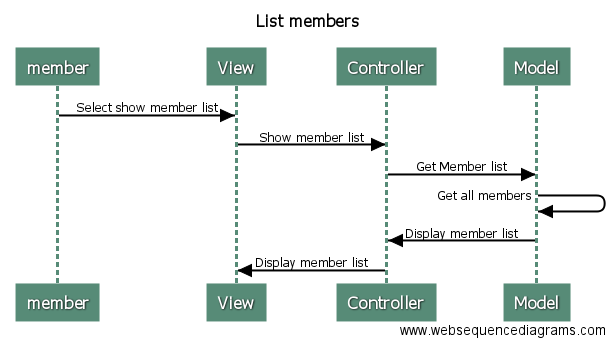 List members
member View Controller Model
Select show member list
Show member list
Get Member list
Get all members
Display member list
Display member list
member View Controller Model
www.websequencediagrams.com